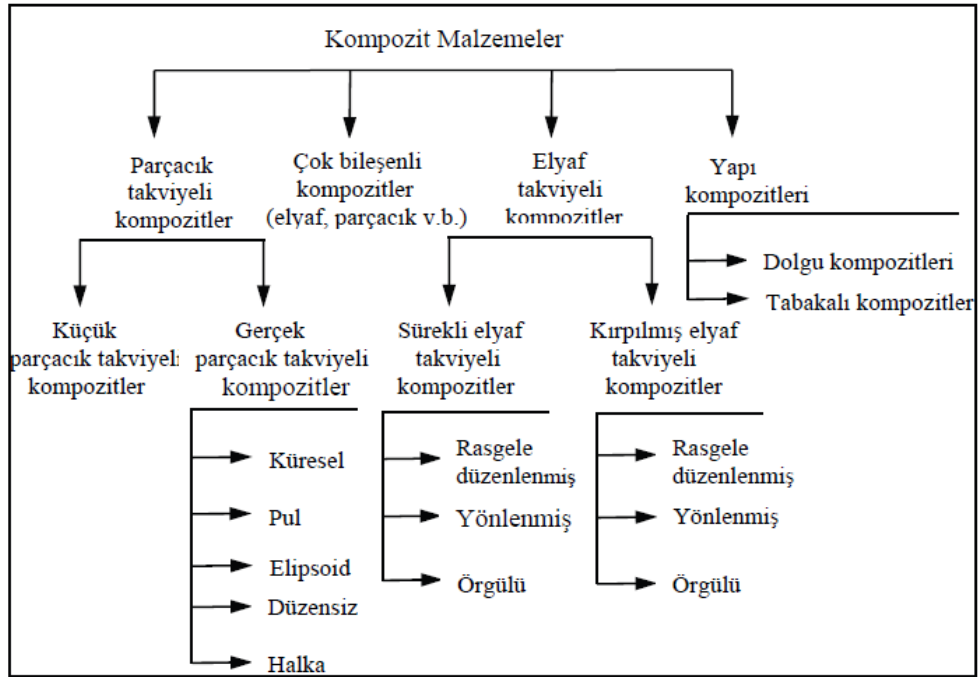 Kompozit Malzemeler
Parçacık
takviyeli
kompozitler
Çok bileşenli
kompozitler
(elyaf, parçacık v.b.)
Elyaf
takviyeli
kompozitler
Yapı
kompozitleri
Dolgu kompozitleri
Tabakalı kompozitler
Küçük
parçacık takviyeli
kompozitler
Gerçek
parçacık takviyeli
kompozitler
Sürekli elyaf
takviyeli
kompozitler
Kırpılmış elyaf
takviyeli
kompozitler
Küresel
Pul
Elipsoid
Düzensiz
Halka
Rasgele
düzenlenmiş
Yönlenmiş
Örgülü
Rasgele
düzenlenmiş
Yönlenmiş
Örgülü